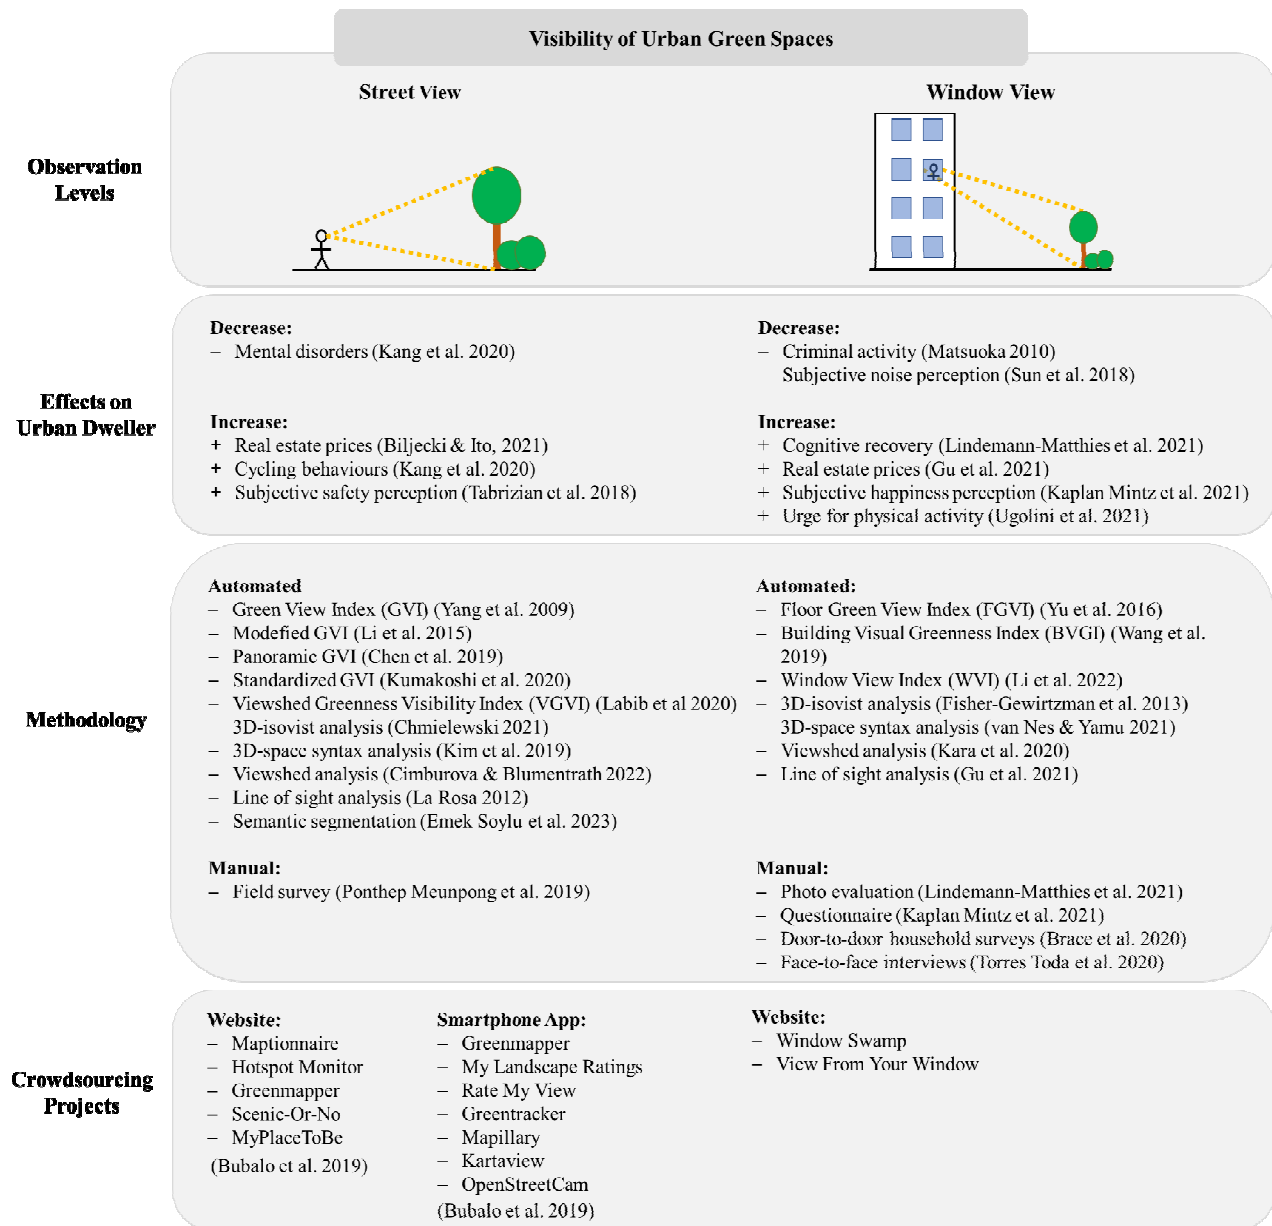 Visibility of Urban Green Spaces
Street View
Window View
Observation
Levels
Effects on
Urban Dweller
Decrease:
– Mental disorders (Kang et al. 2020)
Increase:
+ Real estate prices (Biljecki & Ito, 2021)
+ Cycling behaviours (Kang et al. 2020)
+ Subjective safety perception (Tabrizian et al. 2018)
Decrease:
– Criminal activity (Matsuoka 2010)
Subjective noise perception (Sun et al. 2018)
Increase:
+ Cognitive recovery (Lindemann-Matthies et al. 2021)
+ Real estate prices (Gu et al. 2021)
+ Subjective happiness perception (Kaplan Mintz et al. 2021)
+ Urge for physical activity (Ugolini et al. 2021)
Methodology
Automated
– Green View Index (GVI) (Yang et al. 2009)
– Modefied GVI (Li et al. 2015)
– Panoramic GVI (Chen et al. 2019)
– Standardized GVI (Kumakoshi et al. 2020)
– Viewshed Greenness Visibility Index (VGVI) (Labib et al 2020)
3D-isovist analysis (Chmielewski 2021)
– 3D-space syntax analysis (Kim et al. 2019)
– Viewshed analysis (Cimburova & Blumentrath 2022)
– Line of sight analysis (La Rosa 2012)
– Semantic segmentation (Emek Soylu et al. 2023)
Manual:
– Field survey (Ponthep Meunpong et al. 2019)
Automated:
– Floor Green View Index (FGVI) (Yu et al. 2016)
– Building Visual Greenness Index (BVGI) (Wang et al.
2019)
– Window View Index (WVI) (Li et al. 2022)
– 3D-isovist analysis (Fisher-Gewirtzman et al. 2013)
3D-space syntax analysis (van Nes & Yamu 2021)
– Viewshed analysis (Kara et al. 2020)
– Line of sight analysis (Gu et al. 2021)
Manual:
– Photo evaluation (Lindemann-Matthies et al. 2021)
– Questionnaire (Kaplan Mintz et al. 2021)
– Door-to-door household surveys (Brace et al. 2020)
– Face-to-face interviews (Torres Toda et al. 2020)
Crowdsourcing
Projects
Website:
– Maptionnaire
– Hotspot Monitor
– Greenmapper
– Scenic-Or-No
– MyPlaceToBe
(Bubalo et al. 2019)
Smartphone App:
– Greenmapper
– My Landscape Ratings
– Rate My View
– Greentracker
– Mapillary
– Kartaview
– OpenStreetCam
(Bubalo et al. 2019)
Website:
– Window Swamp
– View From Your Window